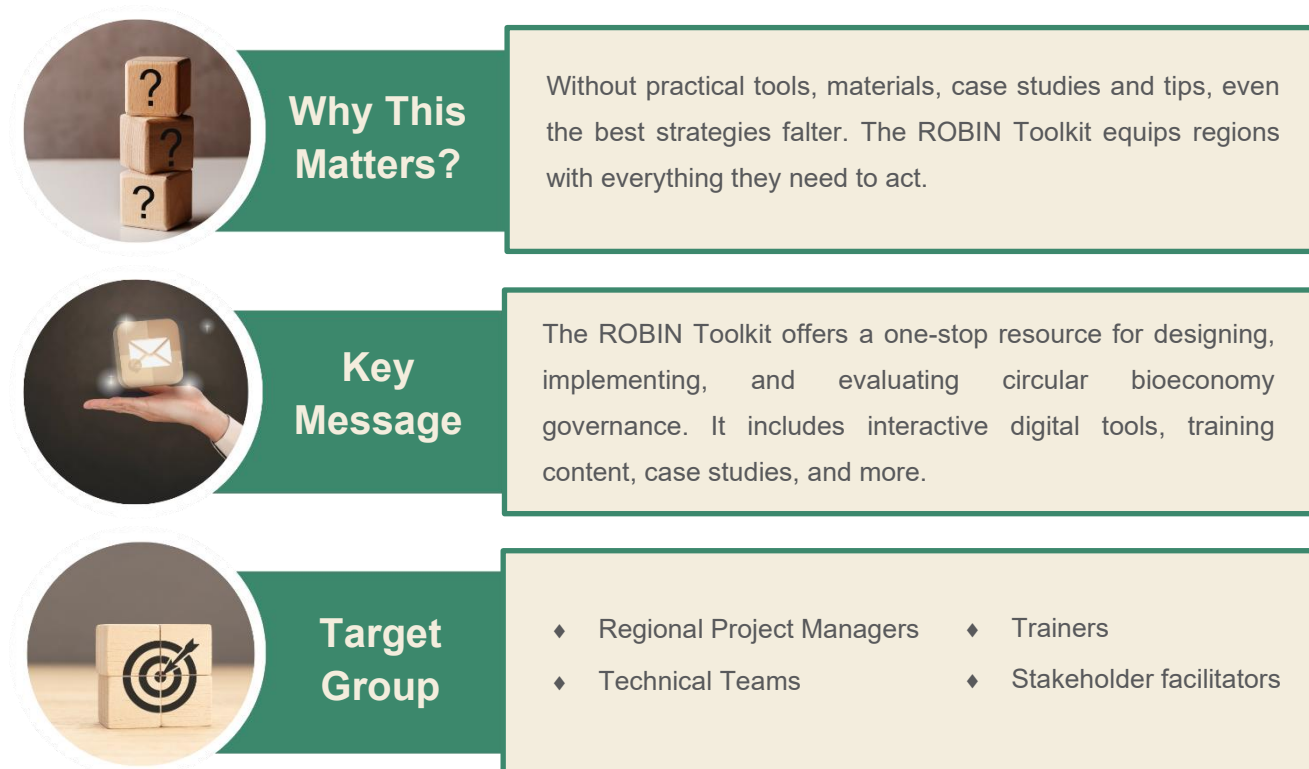 ?
?
?
Why This
Matters?
Without practical tools, materials, case studies and tips, even
the best strategies falter. The ROBIN Toolkit equips regions
with everything they need to act.
Key
Message
The ROBIN Toolkit offers a one-stop resource for designing,
implementing, and evaluating circular bioeconomy
governance. It includes interactive digital tools, training
content, case studies, and more.
Target
Group
♦ Regional Project Managers
♦ Technical Teams
♦ Trainers
♦ Stakeholder facilitators